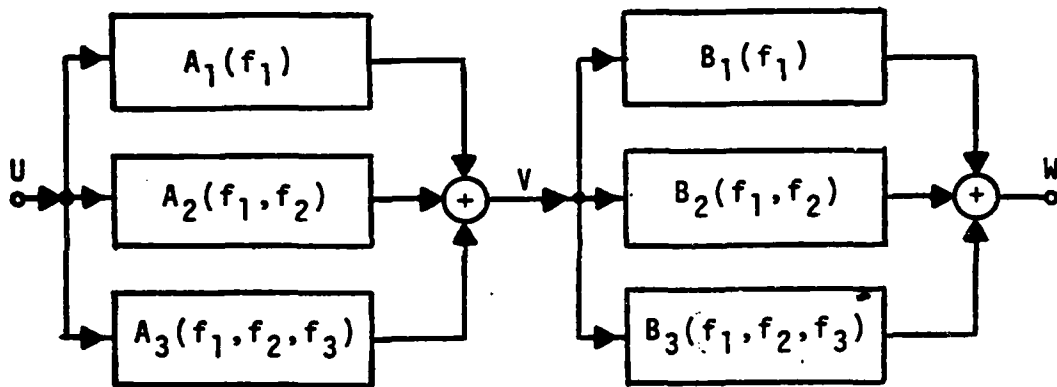 A₁(f₁)
B₁(f₁)
U
A₂(f₁,f₂)
+
V
B₂(f₁,f₂)
+
W
A₃(f₁,f₂,f₃)
B₃(f₁,f₂,f₃)